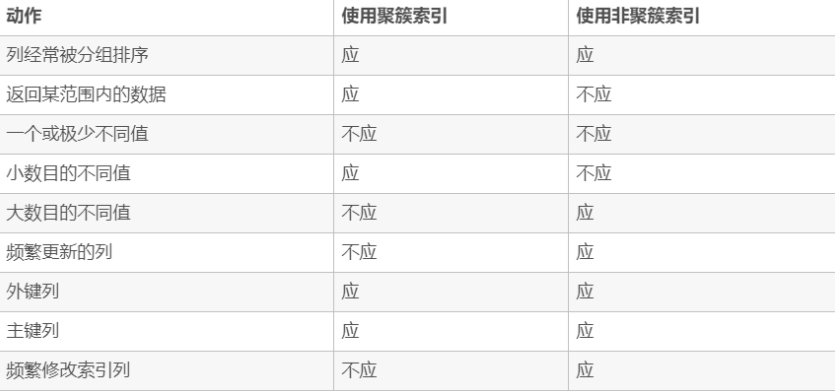 动作 使用聚簇索引 使用非聚簇索引
列经常被分组排序 应 应
返回某范围内的数据 应 不应
一个或极少不同值 不应 不应
小数目的不同值 应 不应
大数目的不同值 不应 应
频繁更新的列 不应 应
外键列 应 应
主键列 应 应
频繁修改索引列 不应 应